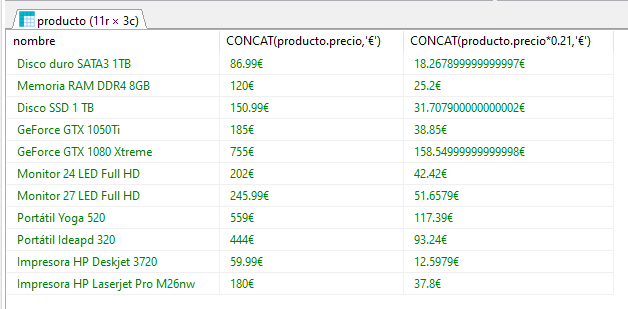 producto (11r × 3c)
nombre CONCAT(producto.precio,'€') CONCAT(producto.precio*0.21,'€')
Disco duro SATA3 1TB 86.99€ 18.267899999999997€
Memoria RAM DDR4 8GB 120€ 25.2€
Disco SSD 1 TB 150.99€ 31.707900000000002€
GeForce GTX 1050Ti 185€ 38.85€
GeForce GTX 1080 Xtreme 755€ 158.54999999999998€
Monitor 24 LED Full HD 202€ 42.42€
Monitor 27 LED Full HD 245.99€ 51.6579€
Portátil Yoga 520 559€ 117.39€
Portátil Ideapd 320 444€ 93.24€
Impresora HP Deskjet 3720 59.99€ 12.5979€
Impresora HP Laserjet Pro M26nw 180€ 37.8€